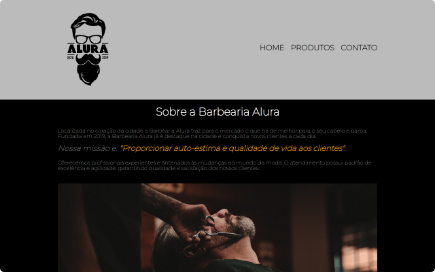 ALURA
ESTD 2019
HOME PRODUTOS CONTATO
Sobre a Barbearia Alura
Localizada no coração da cidade a Barbearia Alura traz para o mercado o que há de melhor para o seu cabelo e barba.
Fundada em 2019, a Barbearia Alura já é destaque na cidade e conquista novos clientes a cada dia.
Nossa missão é: "Proporcionar auto-estima e qualidade de vida aos clientes".
Oferecemos profissionais experientes e antenados às mudanças no mundo da moda. O atendimento possui padrão de
excelência e agilidade, garantindo qualidade e satisfação dos nossos clientes.